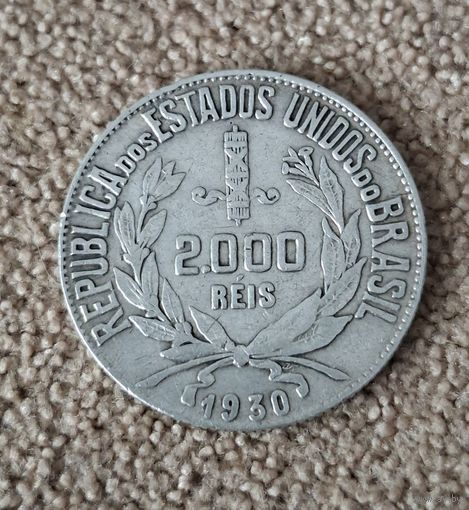 REPUBLICA DOS ESTADOS UNIDOS DO BRASIL
2.000
RÉIS
1930